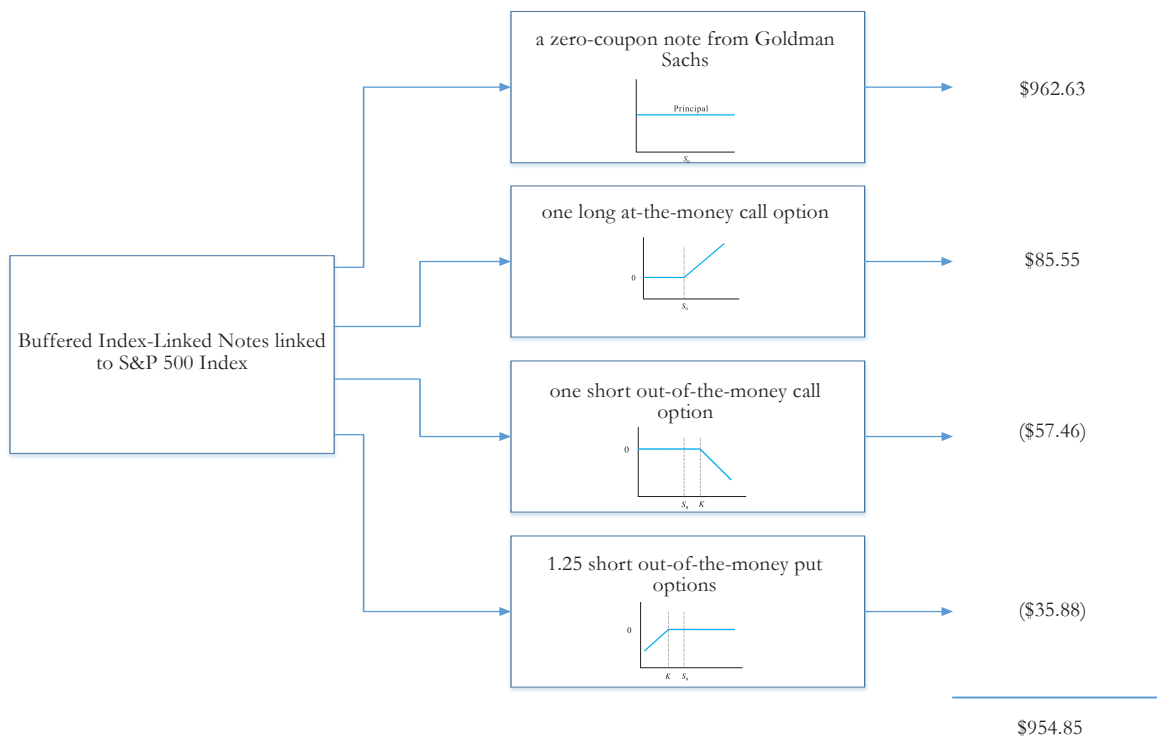 a zero-coupon note from Goldman
Sachs
Principal
S₀
$962.63
one long at-the-money call option
0
S₀
$85.55
Buffered Index-Linked Notes linked
to S&P 500 Index
one short out-of-the-money call
option
0
S₀ K
($57.46)
1.25 short out-of-the-money put
options
0
K S₀
($35.88)
$954.85